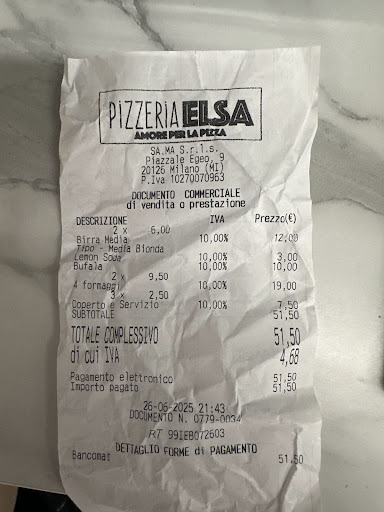 PiZZERIA ELSA
AMORE PER LA PIZZA
SA.MA S.r.l.s.
Piazzale Egeo, 9
20126 Milano (MI)
P.Iva 10270070963
DOCUMENTO COMMERCIALE
di vendita o prestazione
DESCRIZIONE IVA Prezzo(€)
2 x 6,00
Birra Media 10,00% 12,00
Tipo - Media Bionda
Lemon Soda 10,00% 3,00
Bufala 10,00% 10,00
2 x 9,50
4 formaggi 10,00% 19,00
3 x 2,50
Coperto e Servizio 10,00% 7,50
SUBTOTALE 51,50
TOTALE COMPLESSIVO 51,50
di cui IVA 4,68
Pagamento elettronico 51,50
Importo pagato 51,50
26-06-2025 21:43
DOCUMENTO N. 0779-0034
RT 99IEB072603
DETTAGLIO FORME di PAGAMENTO
Bancomat 51,50